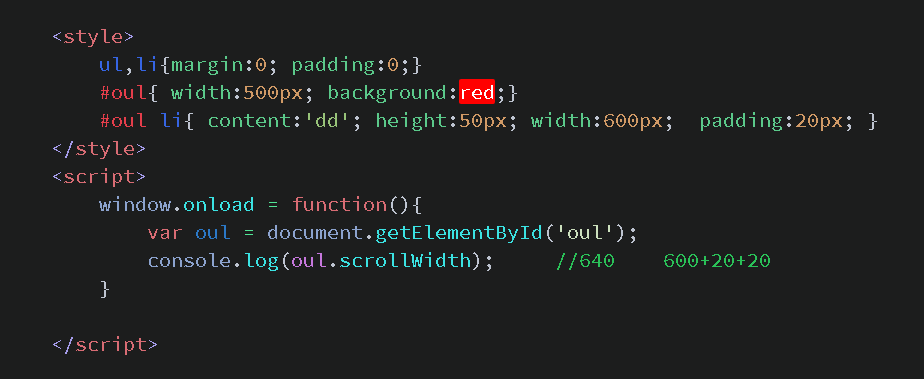 <style>
ul,li{margin:0; padding:0;}
#oul{ width:500px; background:red;}
#oul li{ content:'dd'; height:50px; width:600px;  padding:20px; }
</style>
<script>
window.onload = function(){
var oul = document.getElementById('oul');
console.log(oul.scrollWidth);     //640    600+20+20
}
</script>